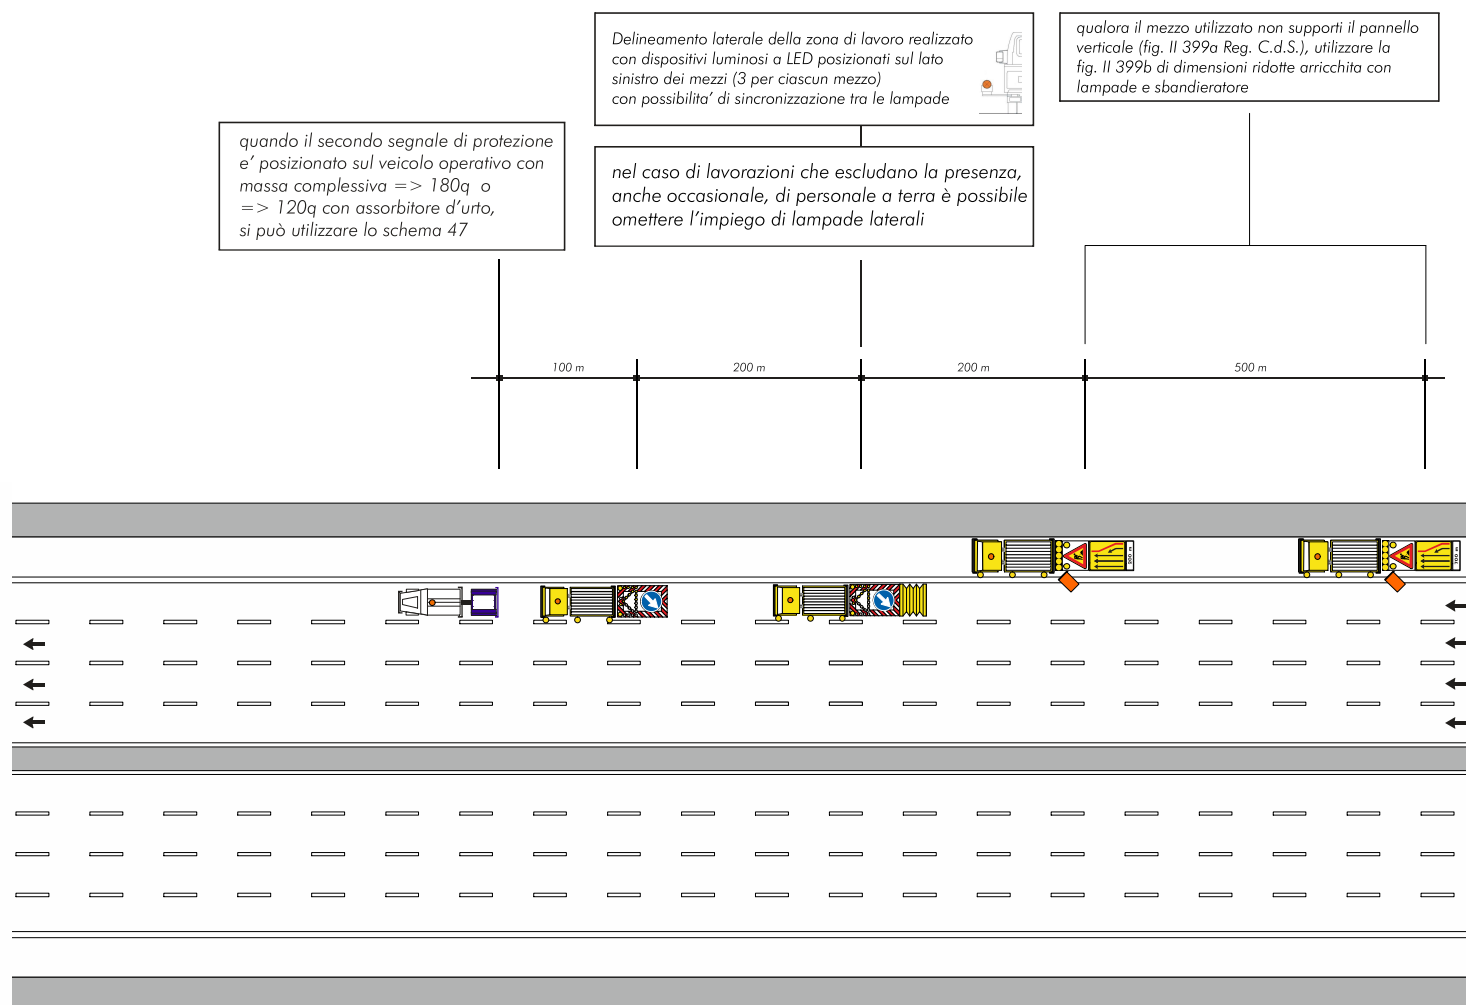 Delineamento laterale della zona di lavoro realizzato
con dispositivi luminosi a LED posizionati sul lato
sinistro dei mezzi (3 per ciascun mezzo)
con possibilita' di sincronizzazione tra le lampade
qualora il mezzo utilizzato non supporti il pannello
verticale (fig. II 399a Reg. C.d.S.), utilizzare la
fig. II 399b di dimensioni ridotte arricchita con
lampade e sbandieratore
quando il secondo segnale di protezione
e' posizionato sul veicolo operativo con
massa complessiva => 180q o
=> 120q con assorbitore d'urto,
si può utilizzare lo schema 47
nel caso di lavorazioni che escludano la presenza,
anche occasionale, di personale a terra è possibile
omettere l'impiego di lampade laterali
100 m
200 m
200 m
500 m